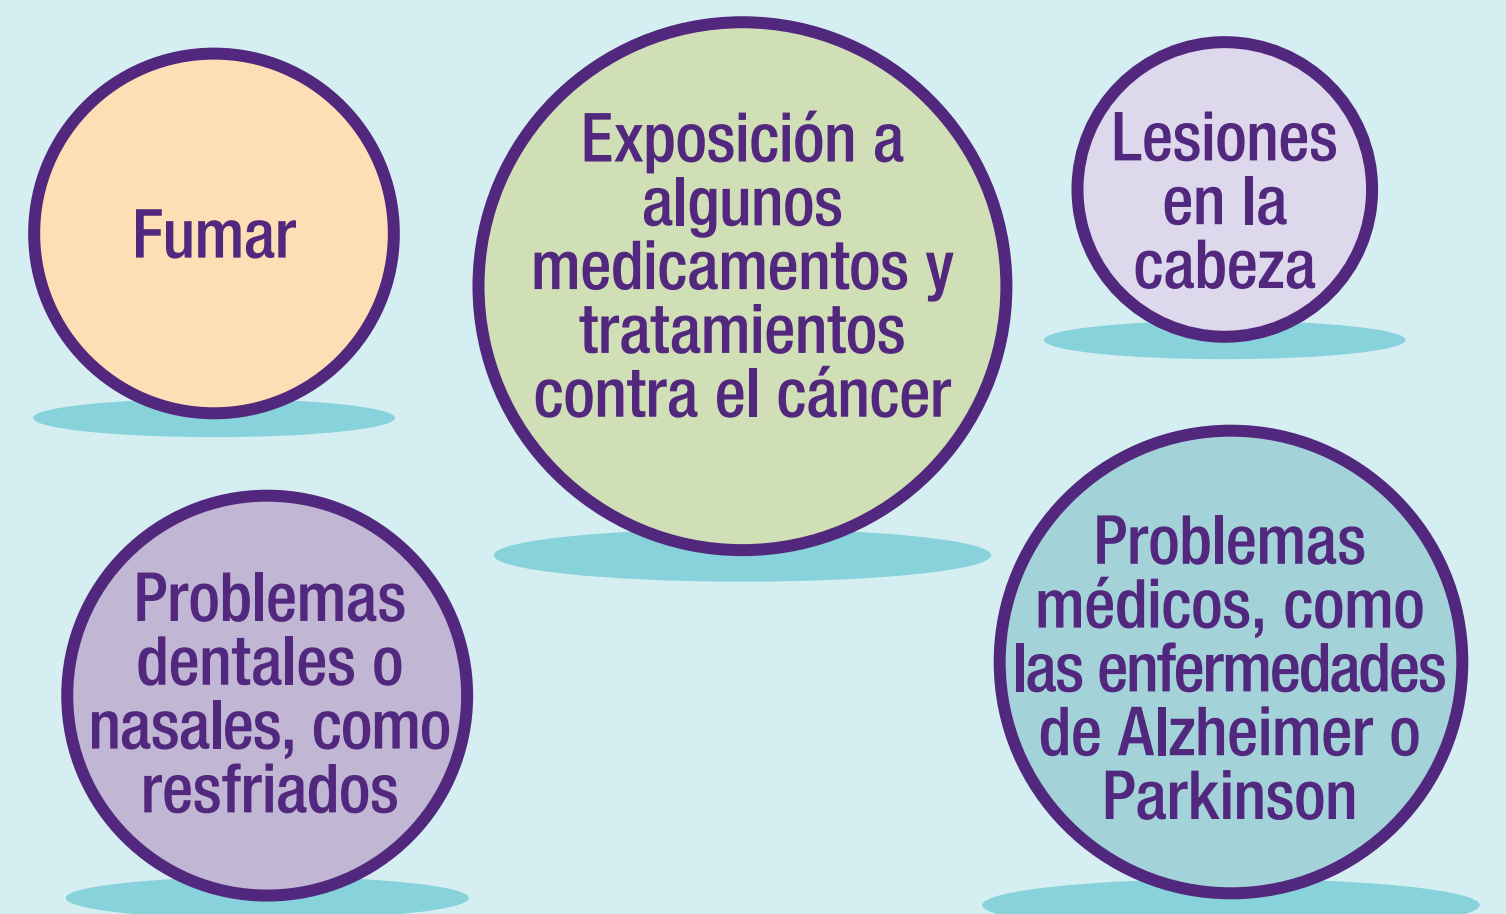 Fumar
Exposición a
algunos
medicamentos y
tratamientos
contra el cáncer
Lesiones
en la
cabeza
Problemas
dentales o
nasales, como
resfriados
Problemas
médicos, como
las enfermedades
de Alzheimer o
Parkinson